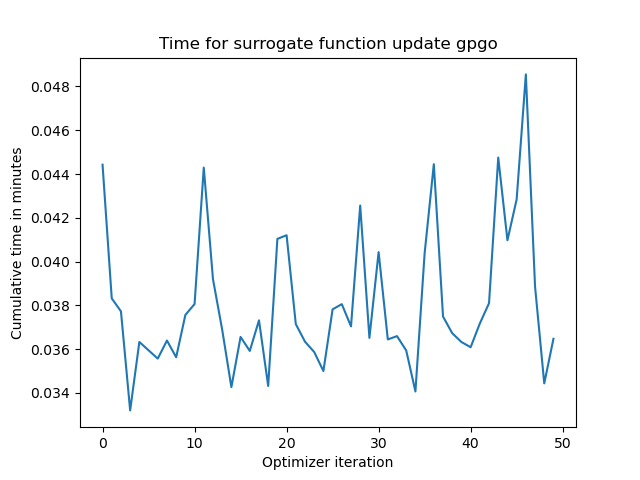 Time for surrogate function update gpgo
Cumulative time in minutes
0.048
0.046
0.044
0.042
0.040
0.038
0.036
0.034
0 10 20 30 40 50
Optimizer iteration